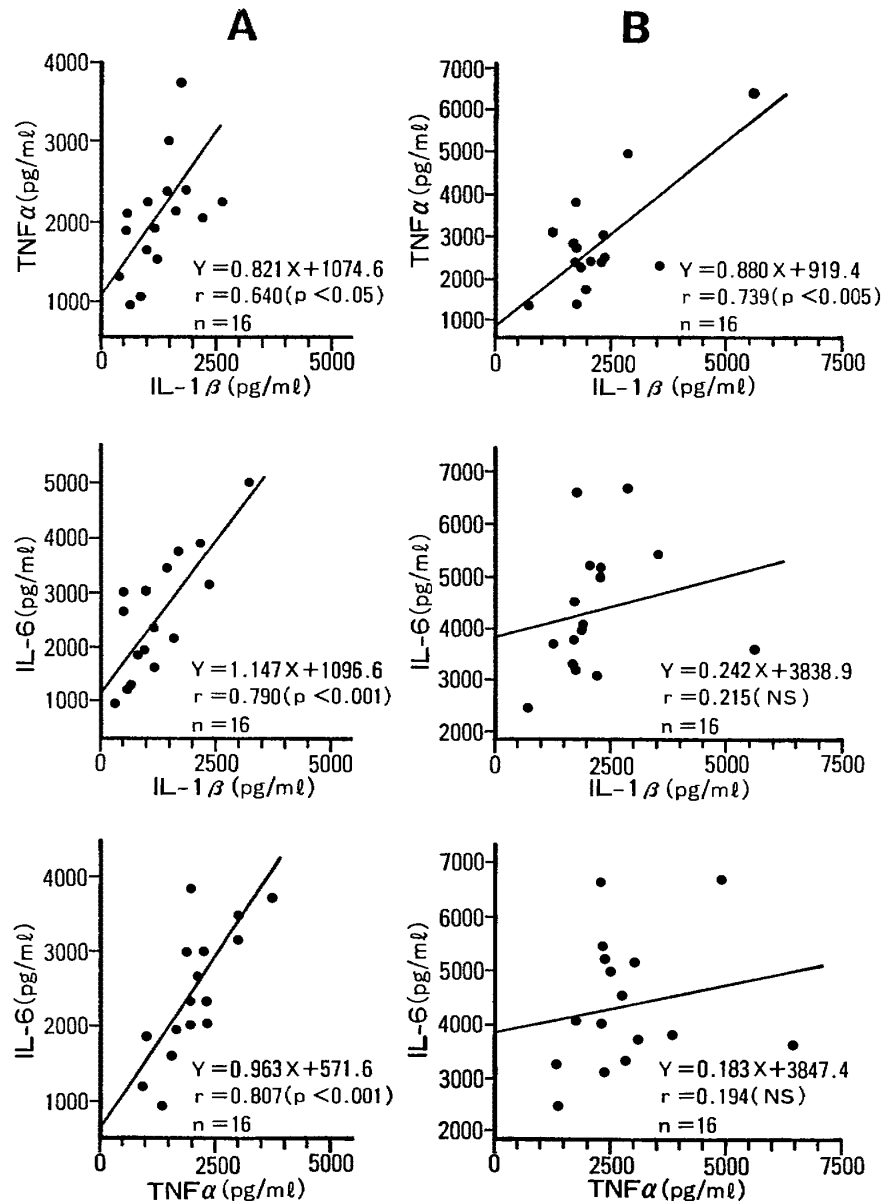 A
B
4000
3000
2000
1000
TNFα(pg/mℓ)
Y=0.821X+1074.6
r=0.640(p<0.05)
n=16
0 2500 5000
IL-1β(pg/mℓ)
7000
6000
5000
4000
3000
2000
1000
TNFα(pg/mℓ)
Y=0.880X+919.4
r=0.739(p<0.005)
n=16
0 2500 5000 7500
IL-1β(pg/mℓ)
5000
4000
3000
2000
1000
IL-6(pg/mℓ)
Y=1.147X+1096.6
r=0.790(p<0.001)
n=16
0 2500 5000
IL-1β(pg/mℓ)
7000
6000
5000
4000
3000
2000
IL-6(pg/mℓ)
Y=0.242X+3838.9
r=0.215(NS)
n=16
0 2500 5000 7500
IL-1β(pg/mℓ)
4000
3000
2000
1000
IL-6(pg/mℓ)
Y=0.963X+571.6
r=0.807(p<0.001)
n=16
0 2500 5000
TNFα(pg/mℓ)
7000
6000
5000
4000
3000
2000
IL-6(pg/mℓ)
Y=0.183X+3847.4
r=0.194(NS)
n=16
0 2500 5000 7500
TNFα(pg/mℓ)